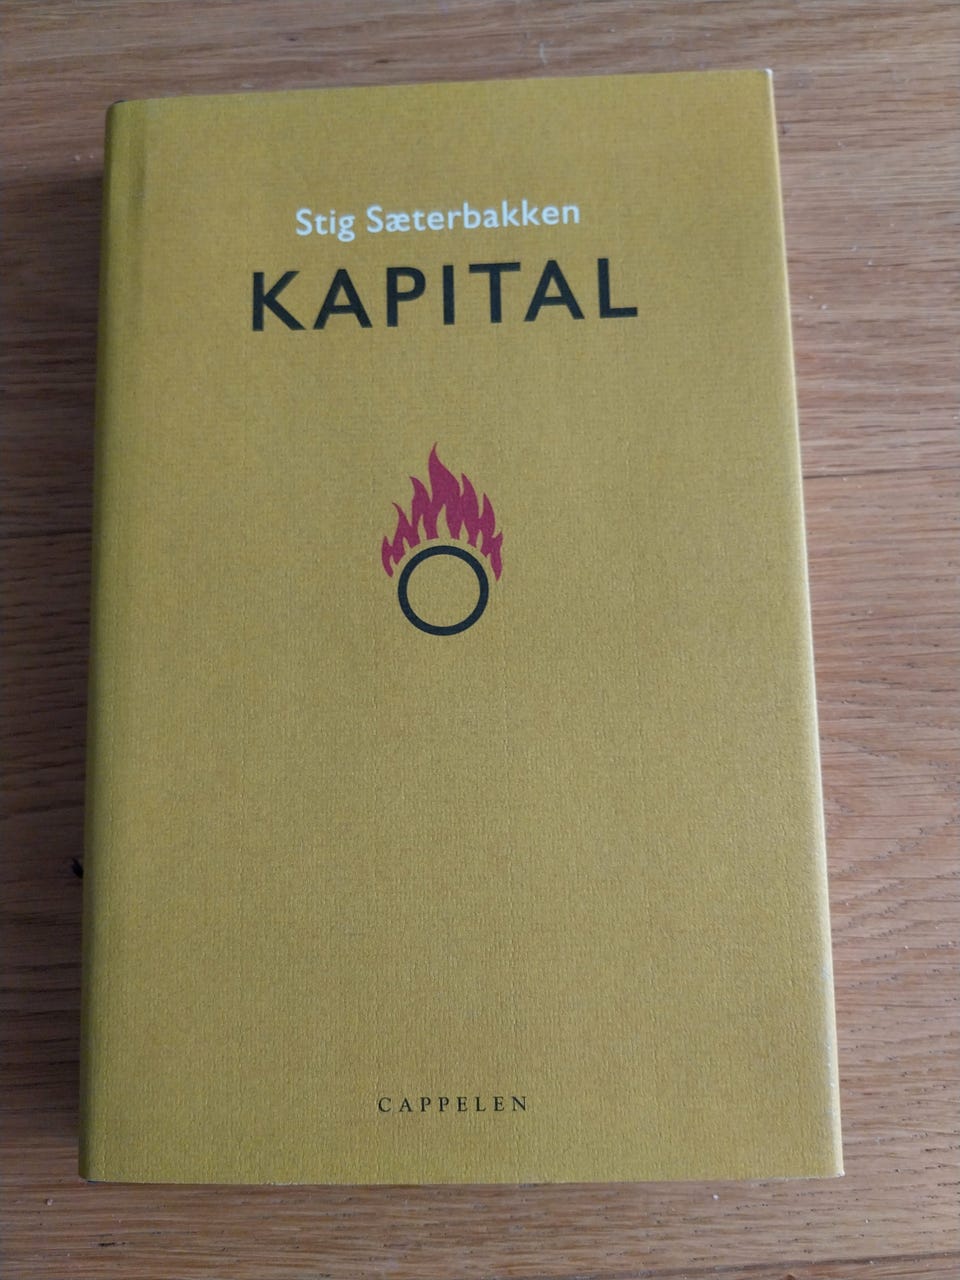 Stig Sæterbakken
KAPITAL
CAPPELEN